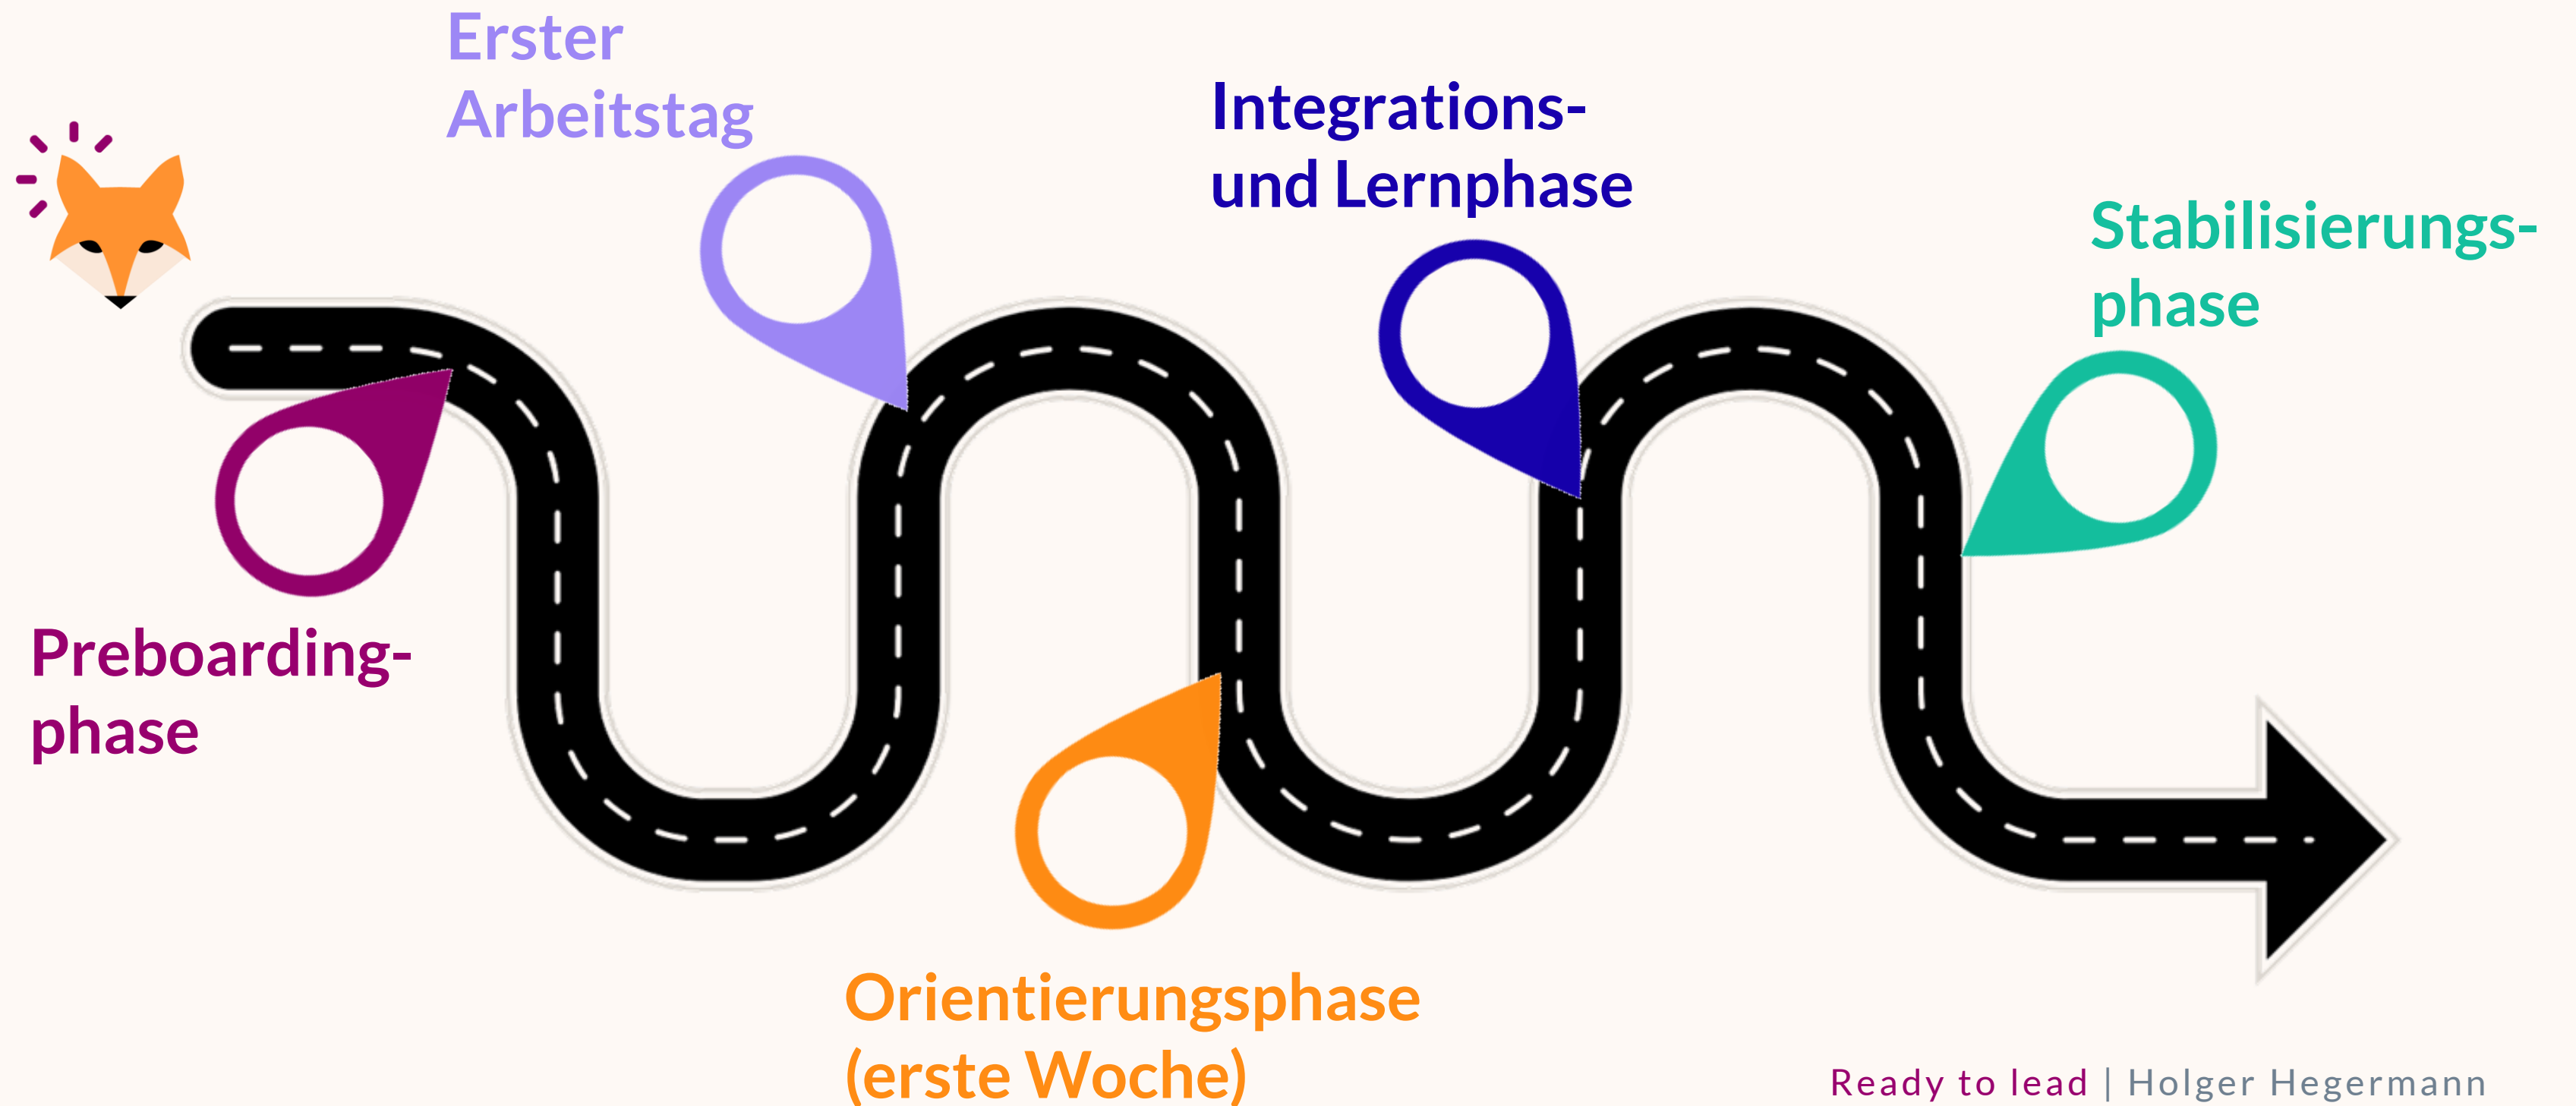 Erster
Arbeitstag
Integrations-
und Lernphase
Stabilisierungs-
phase
Preboarding-
phase
Orientierungsphase
(erste Woche)
Ready to lead | Holger Hegermann